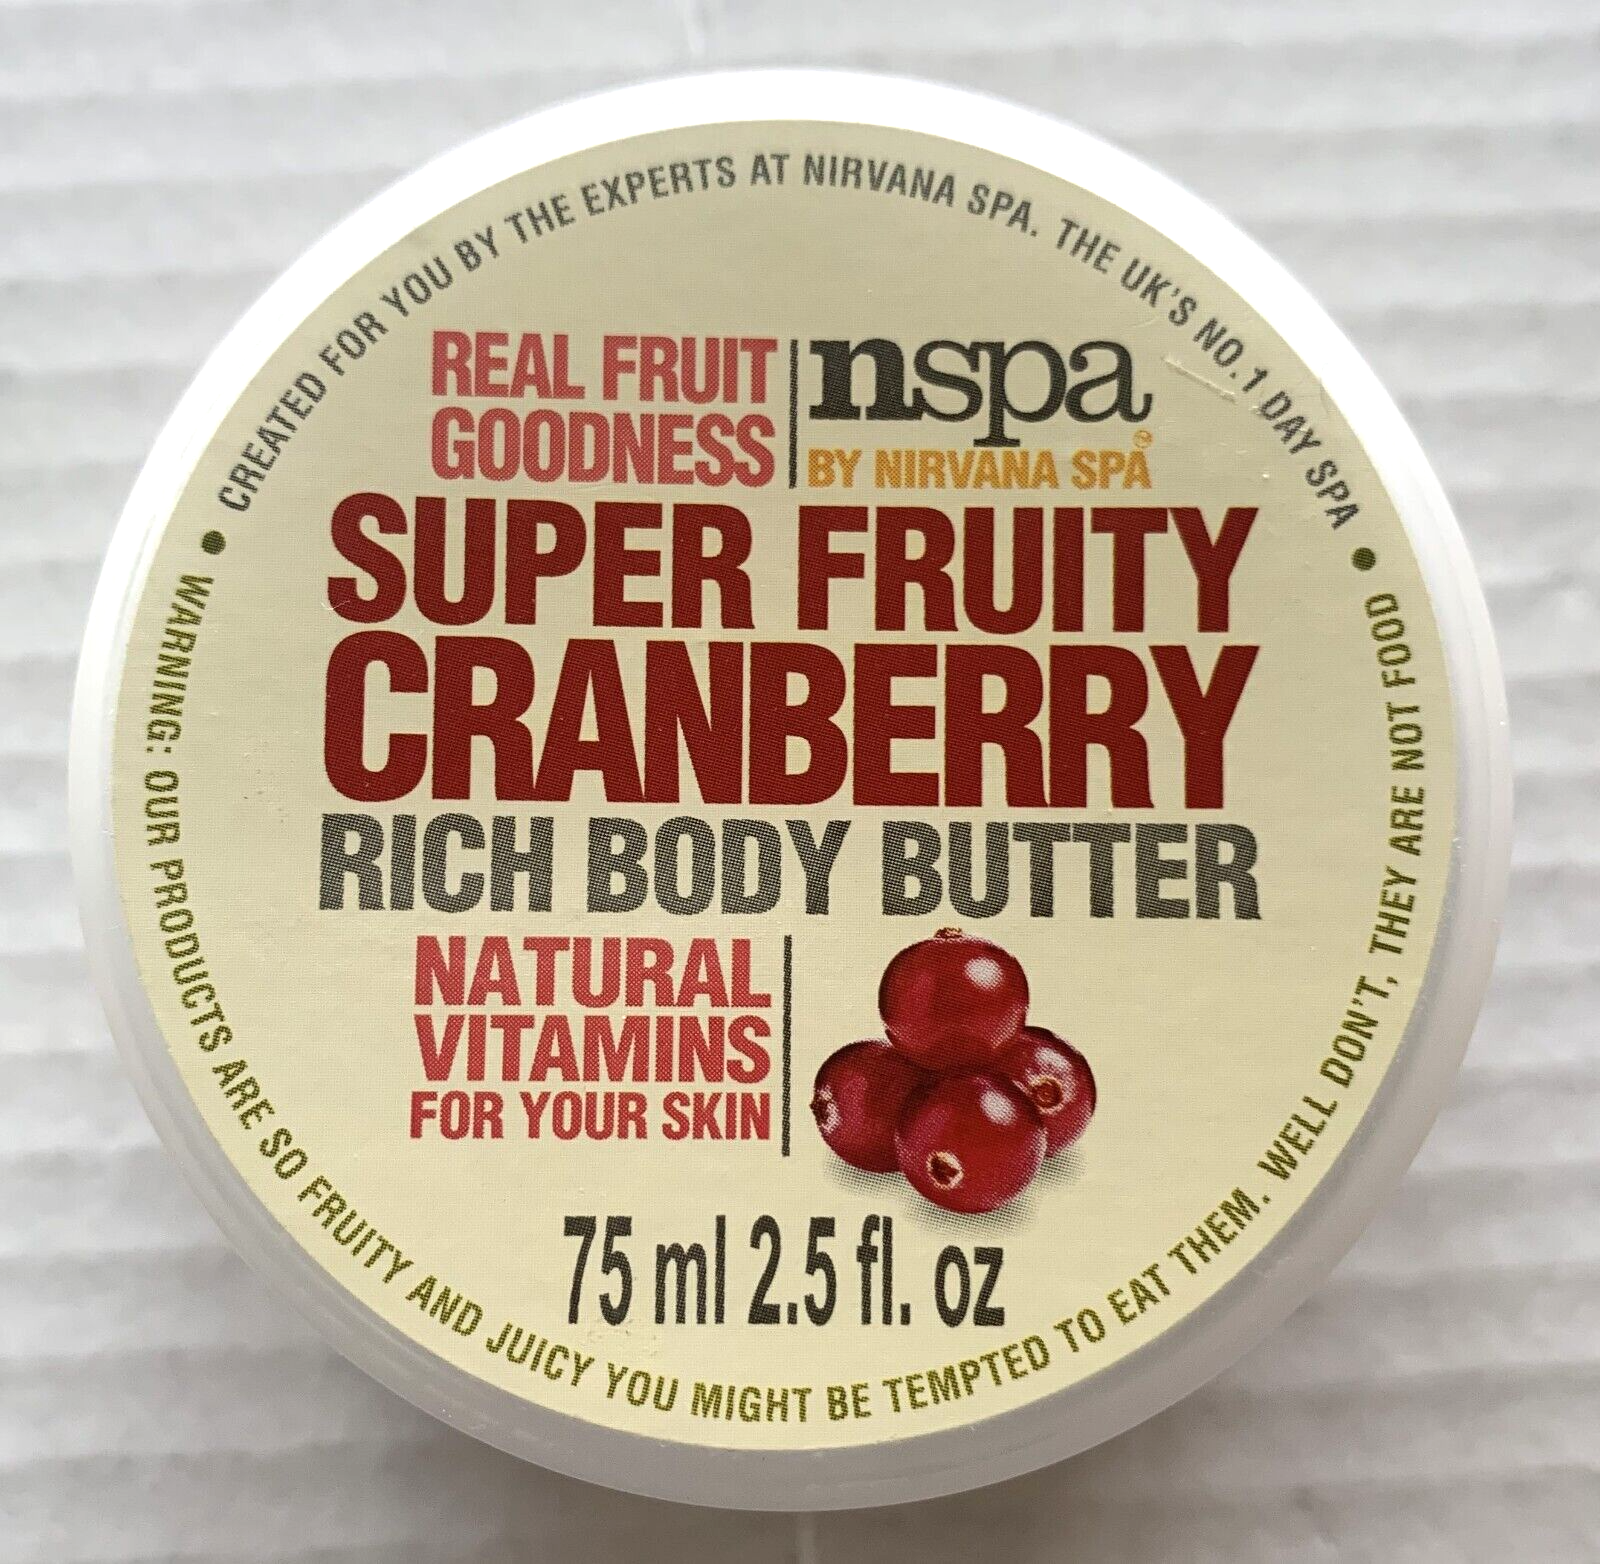 CREATED FOR YOU BY THE EXPERTS AT NIRVANA SPA. THE UK'S NO.1 DAY SPA
REAL FRUIT
GOODNESS
nspa®
BY NIRVANA SPA
SUPER FRUITY
CRANBERRY
RICH BODY BUTTER
NATURAL
VITAMINS
FOR YOUR SKIN
75 ml 2.5 fl. oz
WARNING: OUR PRODUCTS ARE SO FRUITY AND JUICY YOU MIGHT BE TEMPTED TO EAT THEM. WELL DON'T, THEY ARE NOT FOOD